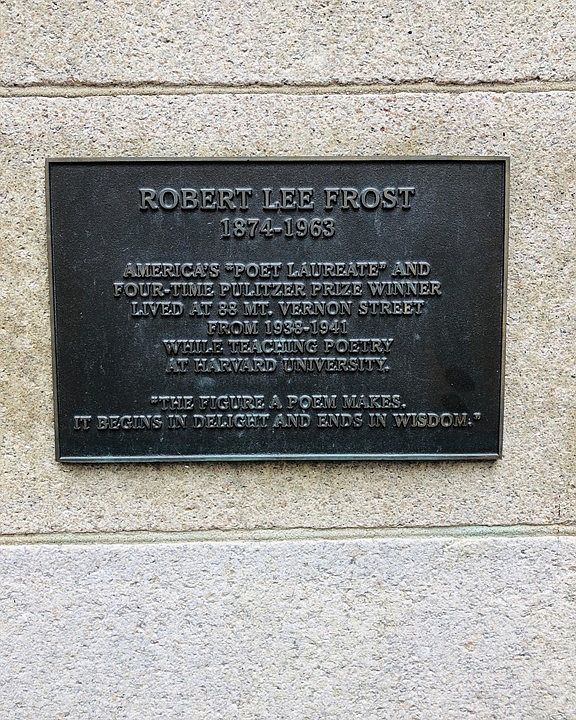 ROBERT LEE FROST
1874-1963
AMERICA'S "POET LAUREATE" AND
FOUR-TIME PULITZER PRIZE WINNER
LIVED AT 88 MT. VERNON STREET
FROM 1938-1941
WHILE TEACHING POETRY
AT HARVARD UNIVERSITY.
"THE FIGURE A POEM MAKES.
IT BEGINS IN DELIGHT AND ENDS IN WISDOM."